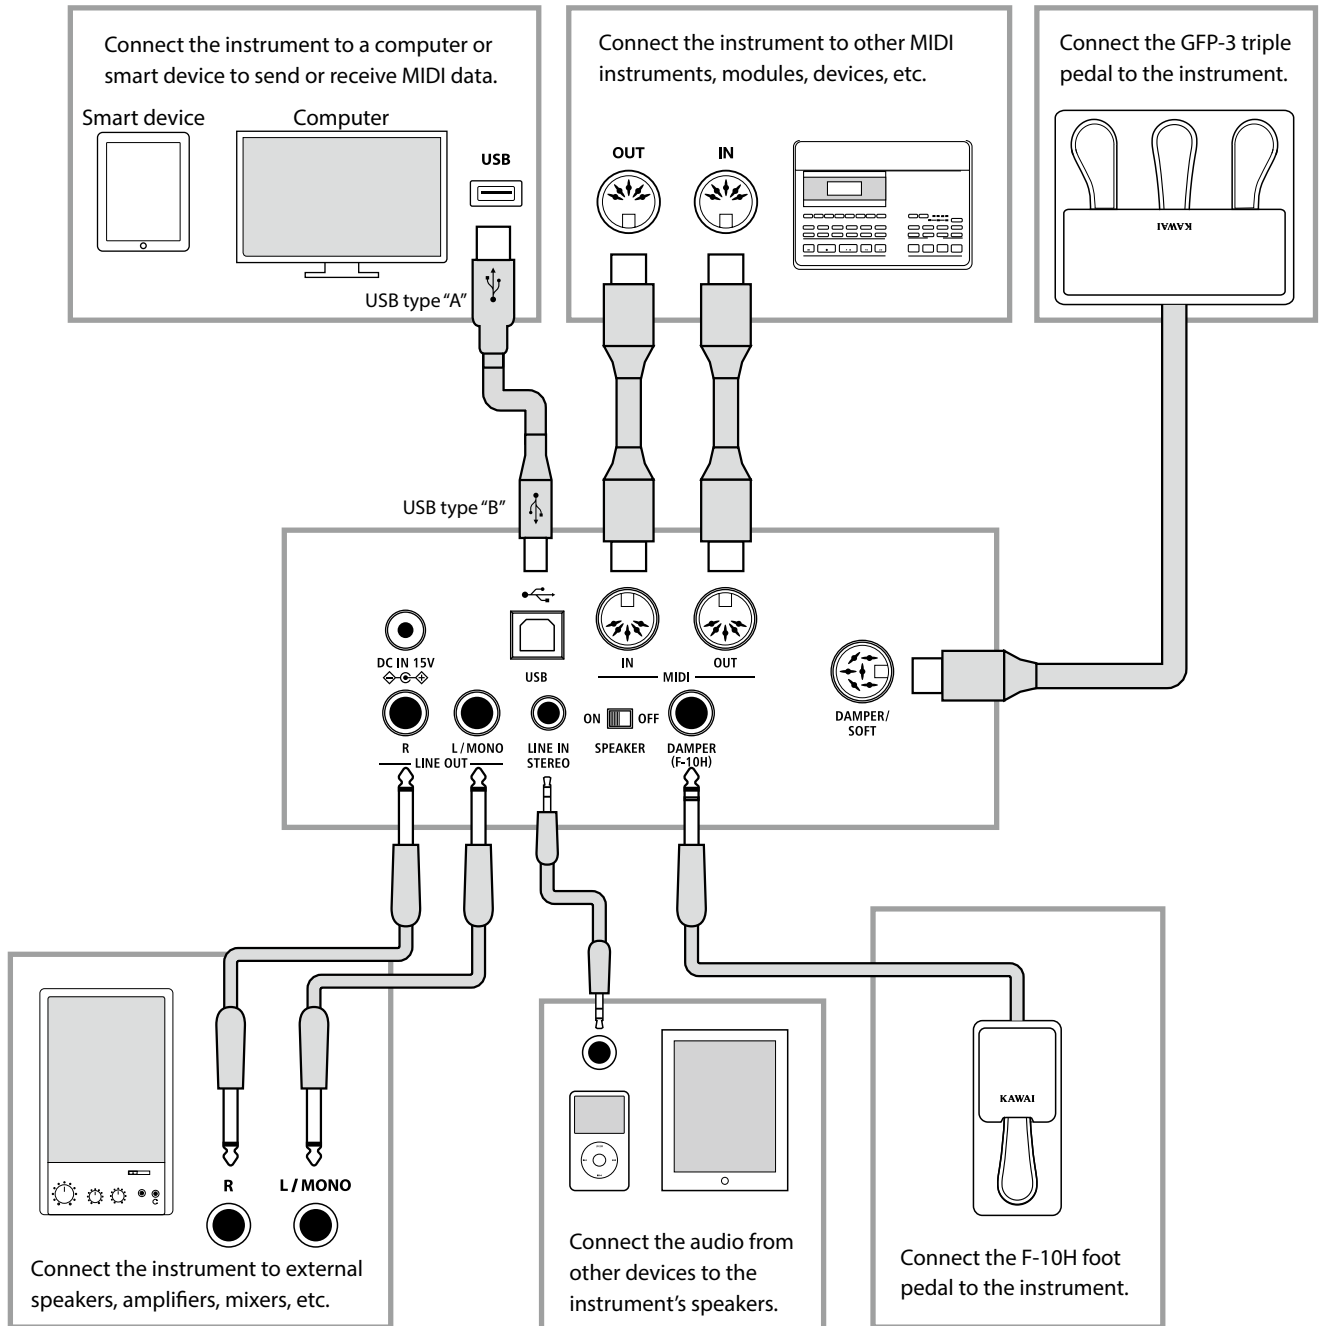 Connect the instrument to a computer or
smart device to send or receive MIDI data.
Smart device
Computer
USB
USB type “A”
Connect the instrument to other MIDI
instruments, modules, devices, etc.
OUT
IN
Connect the GFP-3 triple
pedal to the instrument.
KAWAI
USB type “B”
DC IN 15V
USB
IN
OUT
MIDI
DAMPER/
SOFT
R
L/MONO
LINE OUT
LINE IN
STEREO
ON
OFF
SPEAKER
DAMPER
(F-10H)
R
L/MONO
Connect the instrument to external
speakers, amplifiers, mixers, etc.
Connect the audio from
other devices to the
instrument’s speakers.
KAWAI
Connect the F-10H foot
pedal to the instrument.